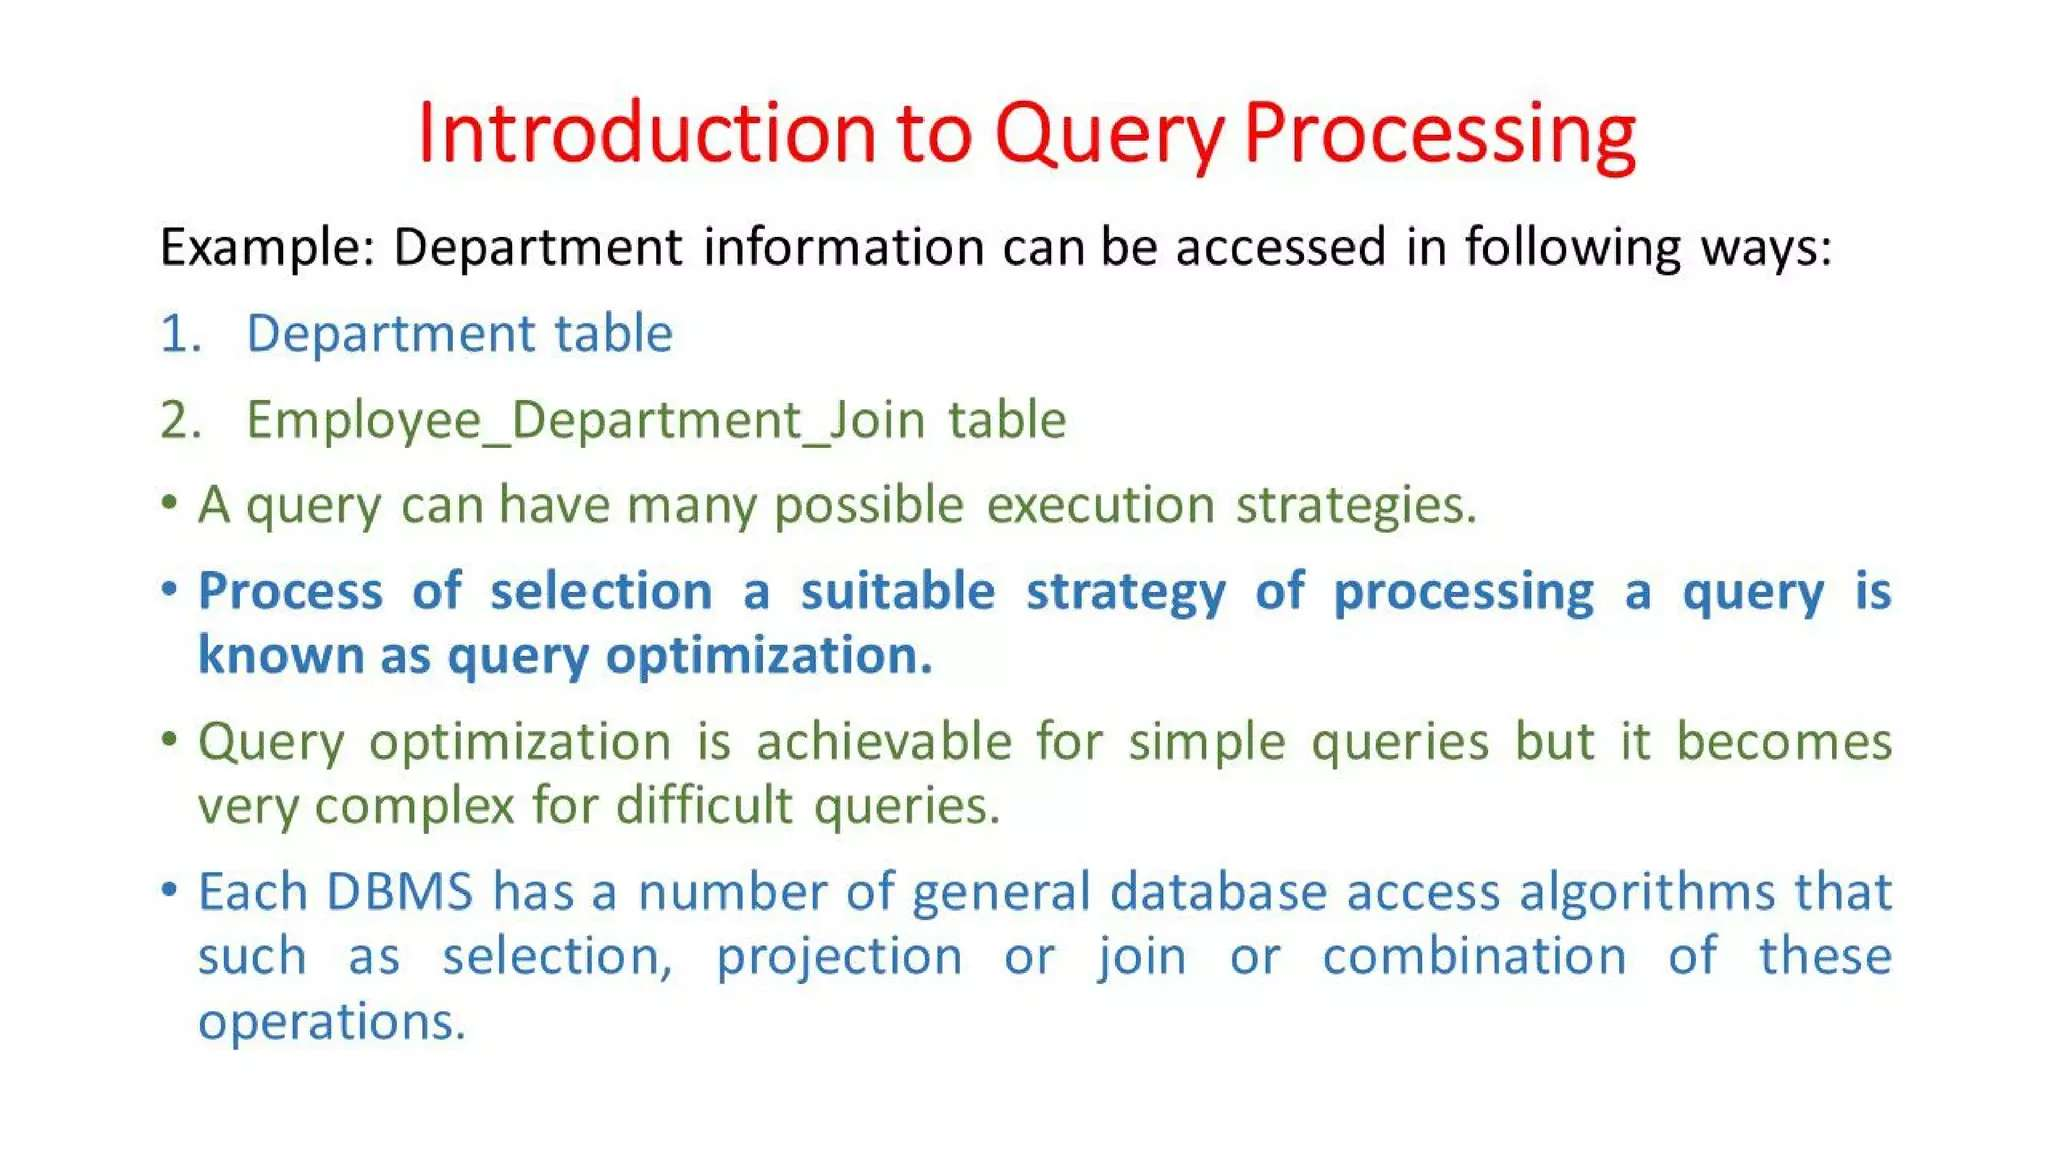 Introduction to Query Processing
Example: Department information can be accessed in following ways:
1. Department table
2. Employee_Department_Join table
• A query can have many possible execution strategies.
• Process of selection a suitable strategy of processing a query is
known as query optimization.
• Query optimization is achievable for simple queries but it becomes
very complex for difficult queries.
• Each DBMS has a number of general database access algorithms that
such as selection, projection or join or combination of these
operations.